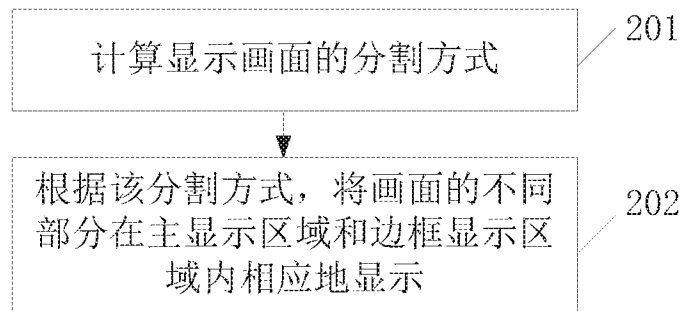 计算显示画面的分割方式
201
根据该分割方式，将画面的不同
部分在主显示区域和边框显示区
域内相应地显示
202